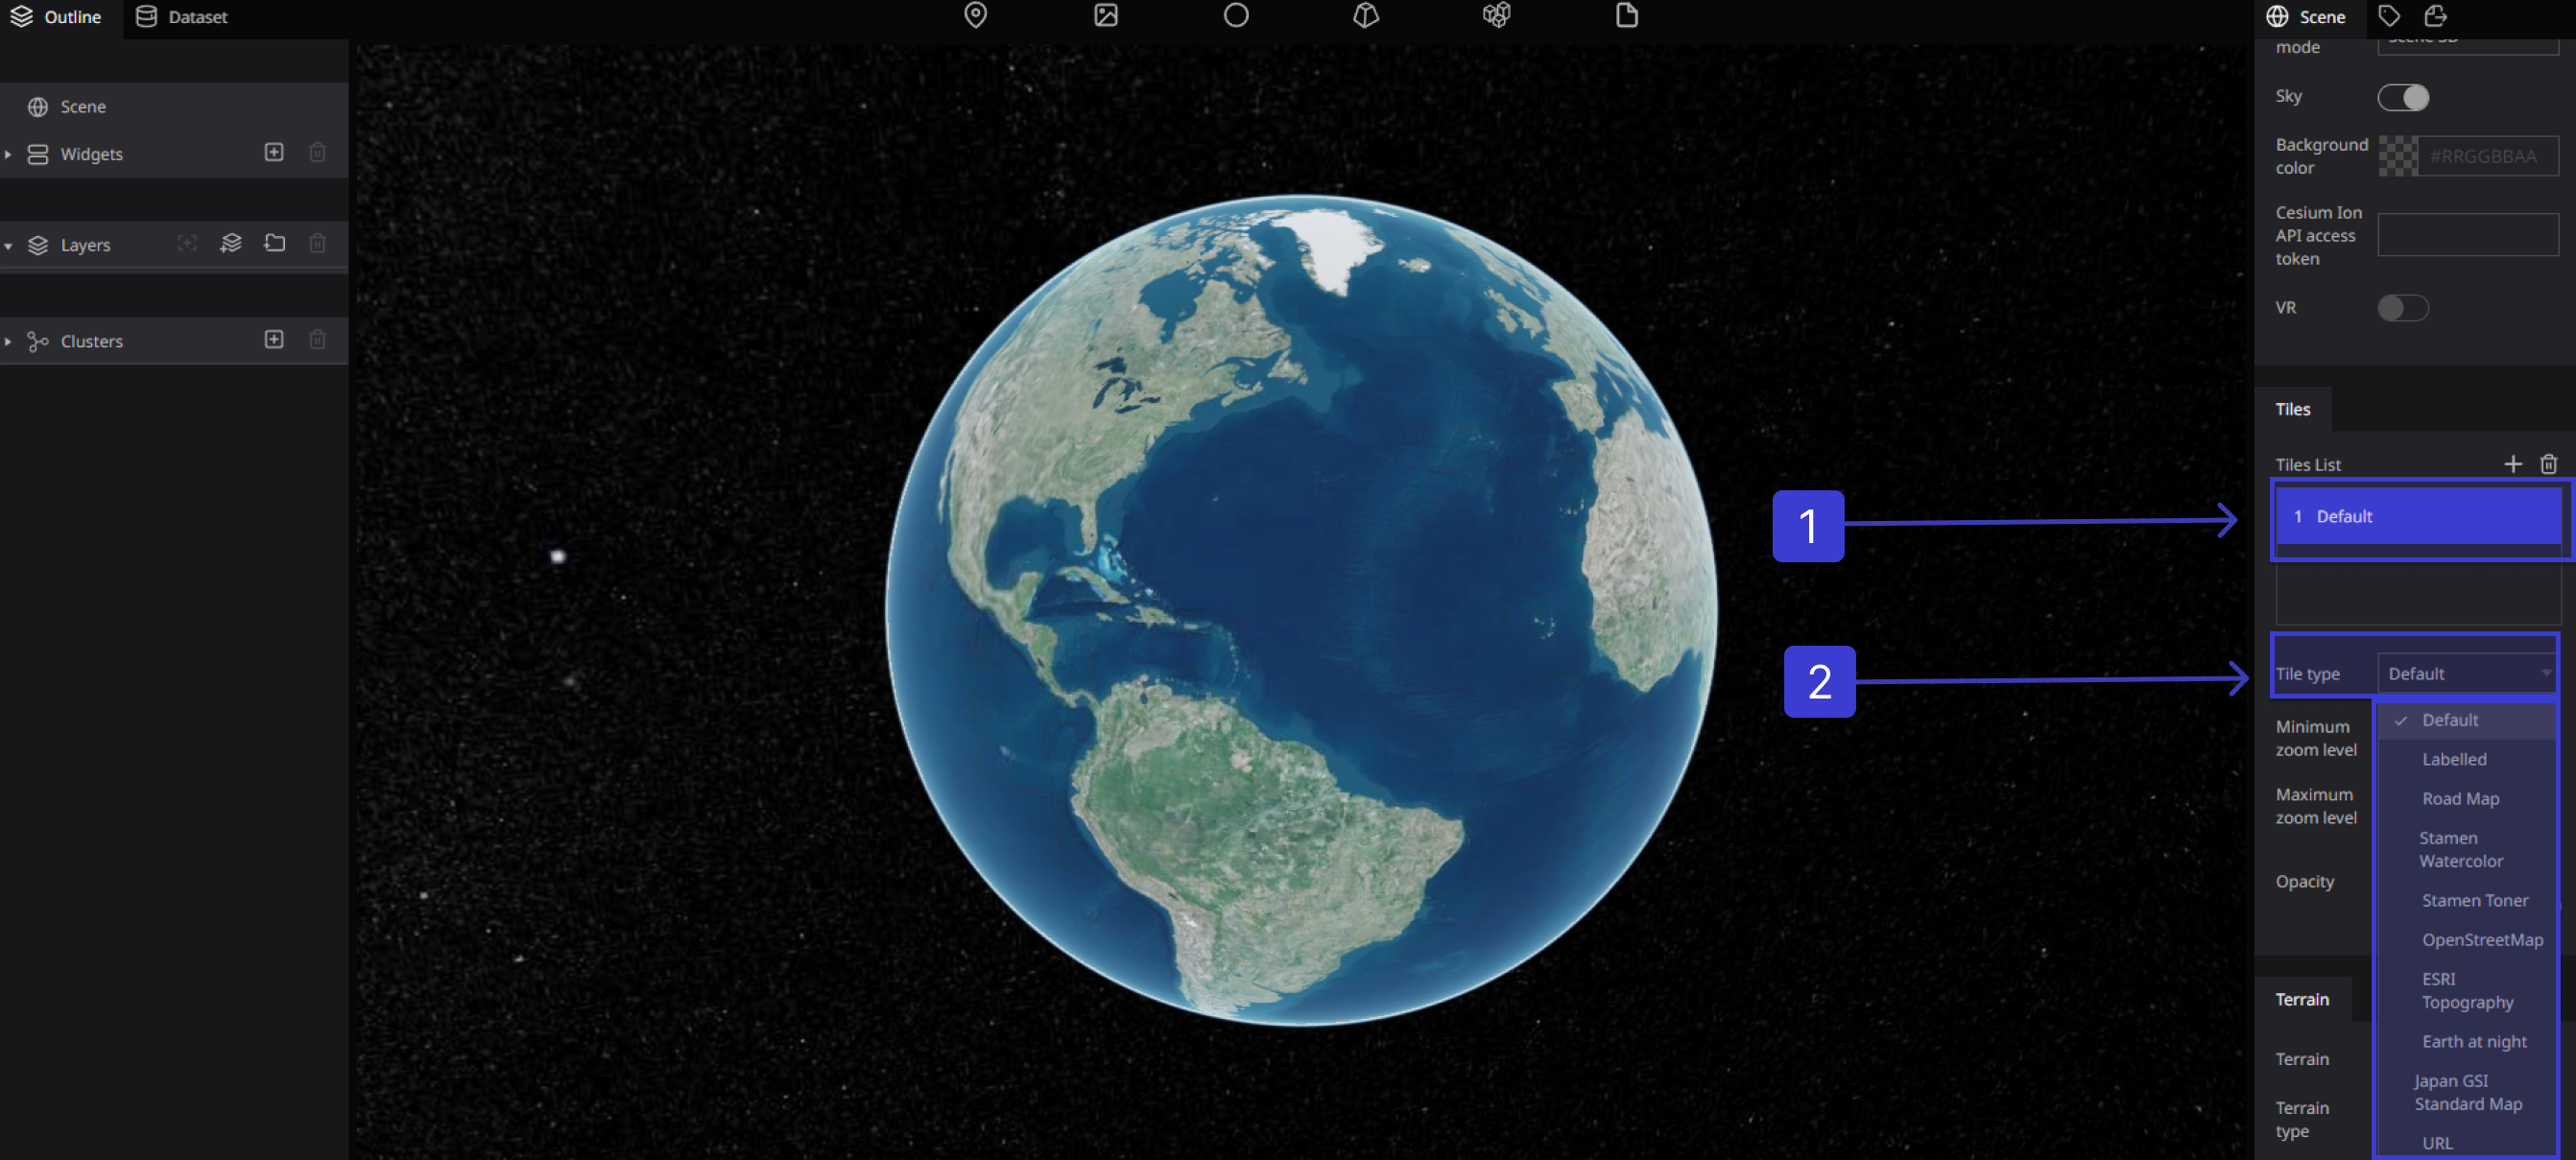 Outline
Dataset
Scene
Widgets
Layers
Clusters
1
2
Scene
mode
Scene 3D
Sky
Background
color
#RRGGBBAA
Cesium Ion
API access
token
VR
Tiles
Tiles List
1 Default
Tile type
Default
Minimum
zoom level
Maximum
zoom level
Opacity
Default
Labelled
Road Map
Stamen
Watercolor
Stamen Toner
OpenStreetMap
ESRI
Topography
Earth at night
Japan GSI
Standard Map
URL
Terrain
Terrain
Terrain
type